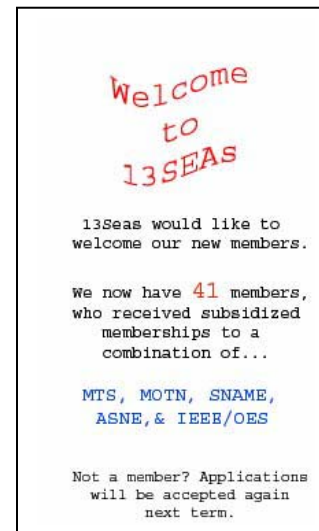 Welcome
to
13SEAs
13Seas would like to
welcome our new members.
We now have 41 members,
who received subsidized
memberships to a
combination of...
MTS, MOTN, SNAME,
ASNE,& IEEE/OES
Not a member? Applications
will be accepted again
next term.